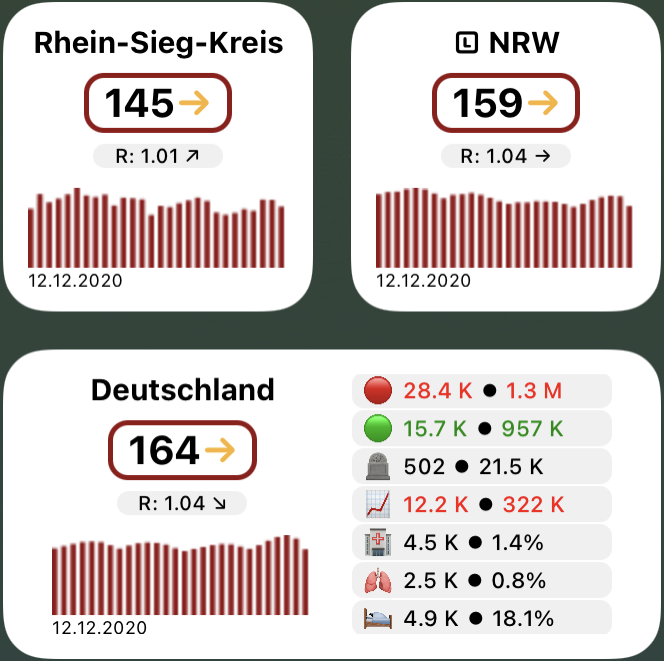 Rhein-Sieg-Kreis
145→
R: 1.01 ↗
12.12.2020
L NRW
159→
R: 1.04 →
12.12.2020
Deutschland
164→
R: 1.04 ↘
12.12.2020
28.4 K ● 1.3 M
15.7 K ● 957 K
502 ● 21.5 K
12.2 K ● 322 K
4.5 K ● 1.4%
2.5 K ● 0.8%
4.9 K ● 18.1%